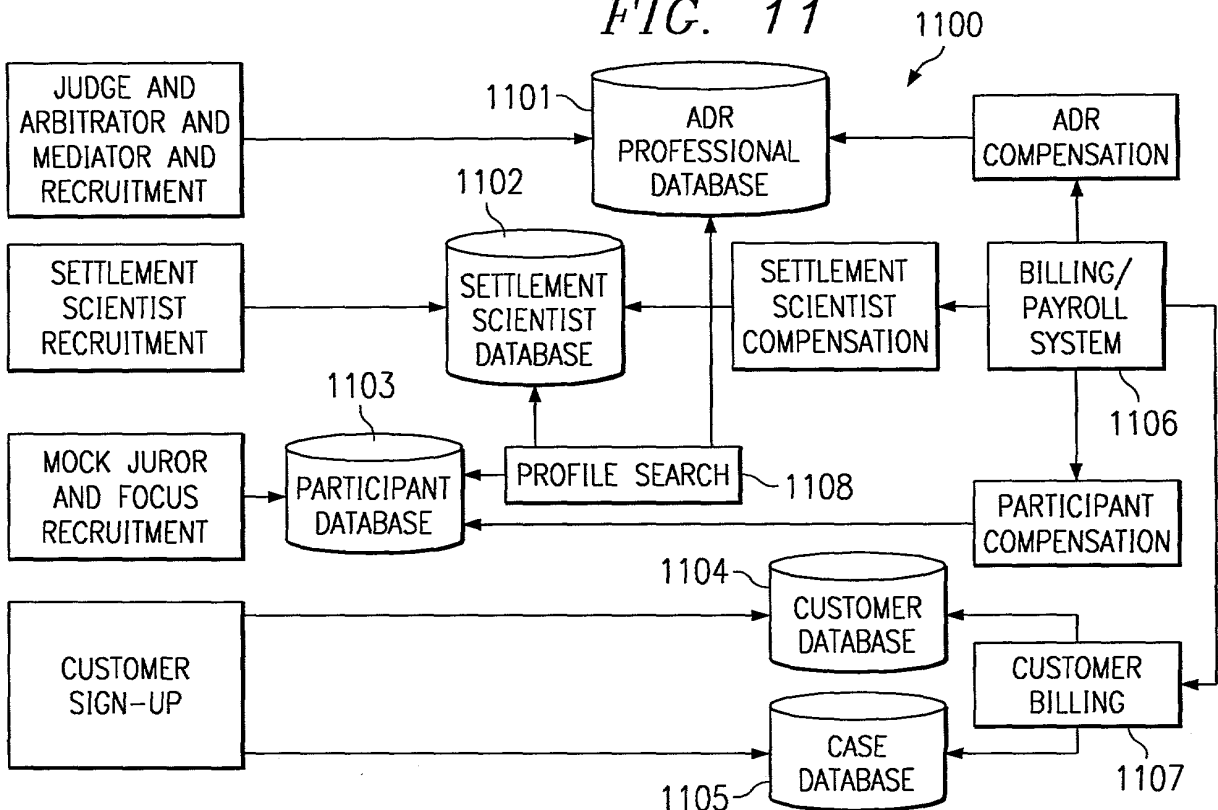 FIG. 11
1100
JUDGE AND
ARBITRATOR AND
MEDIATOR AND
RECRUITMENT
1101
ADR
PROFESSIONAL
DATABASE
ADR
COMPENSATION
1102
SETTLEMENT
SCIENTIST
RECRUITMENT
SETTLEMENT
SCIENTIST
DATABASE
SETTLEMENT
SCIENTIST
COMPENSATION
BILLING/
PAYROLL
SYSTEM
1106
1103
MOCK JUROR
AND FOCUS
RECRUITMENT
PARTICIPANT
DATABASE
PROFILE SEARCH
1108
PARTICIPANT
COMPENSATION
1104
CUSTOMER
DATABASE
CUSTOMER
SIGN-UP
CUSTOMER
BILLING
1107
CASE
DATABASE
1105